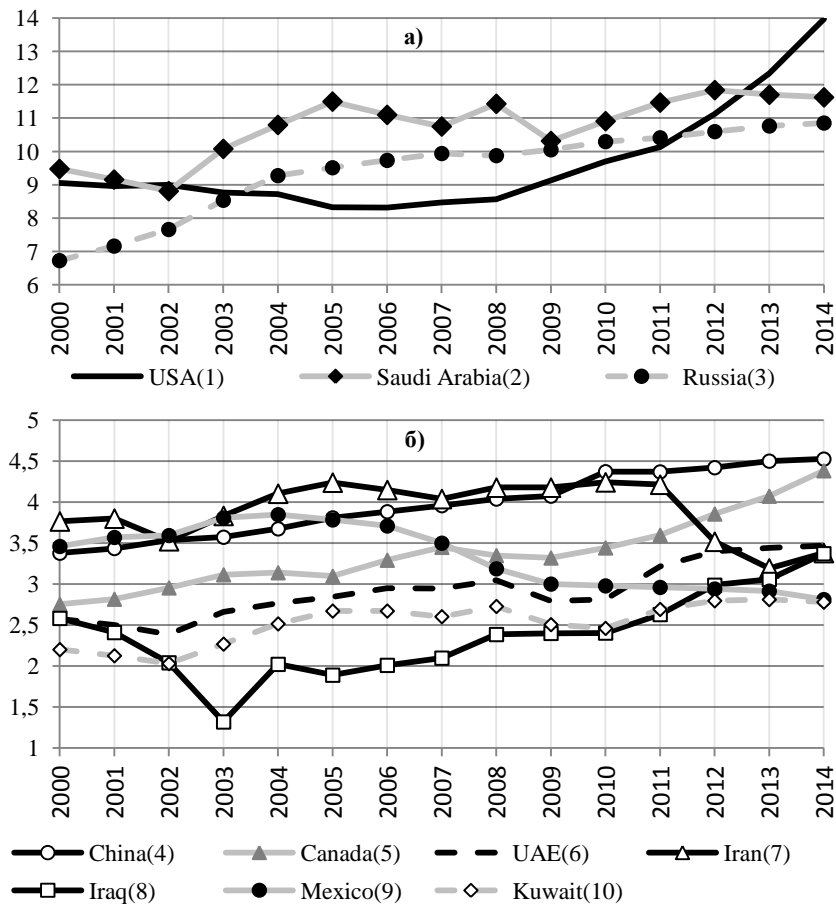 а)
14
13
12
11
10
9
8
7
6
2000 2001 2002 2003 2004 2005 2006 2007 2008 2009 2010 2011 2012 2013 2014
USA(1) Saudi Arabia(2) Russia(3)
б)
5
4,5
4
3,5
3
2,5
2
1,5
1
2000 2001 2002 2003 2004 2005 2006 2007 2008 2009 2010 2011 2012 2013 2014
China(4) Canada(5) UAE(6) Iran(7)
Iraq(8) Mexico(9) Kuwait(10)